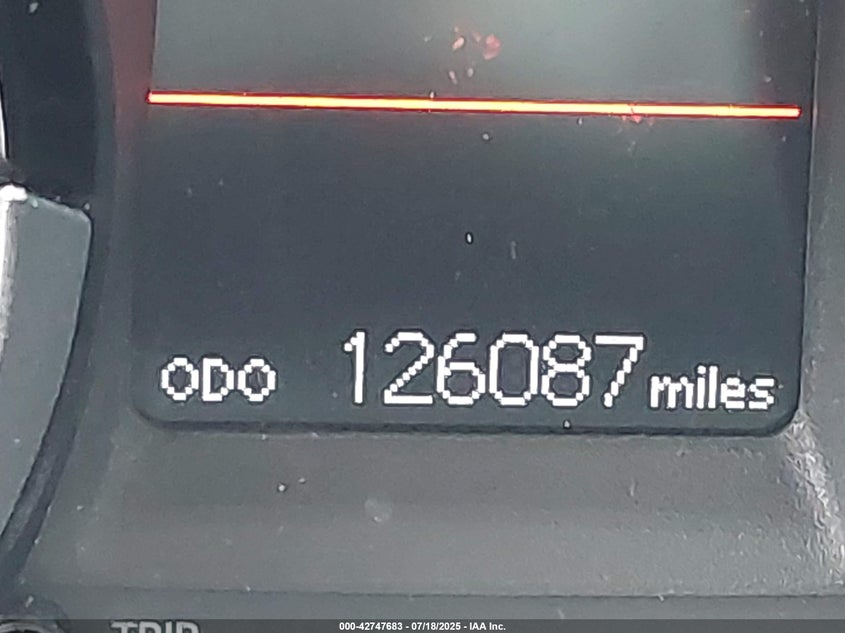 ODO 126087 miles
TRIP
000-42747683 - 07/18/2025 - IAA Inc.